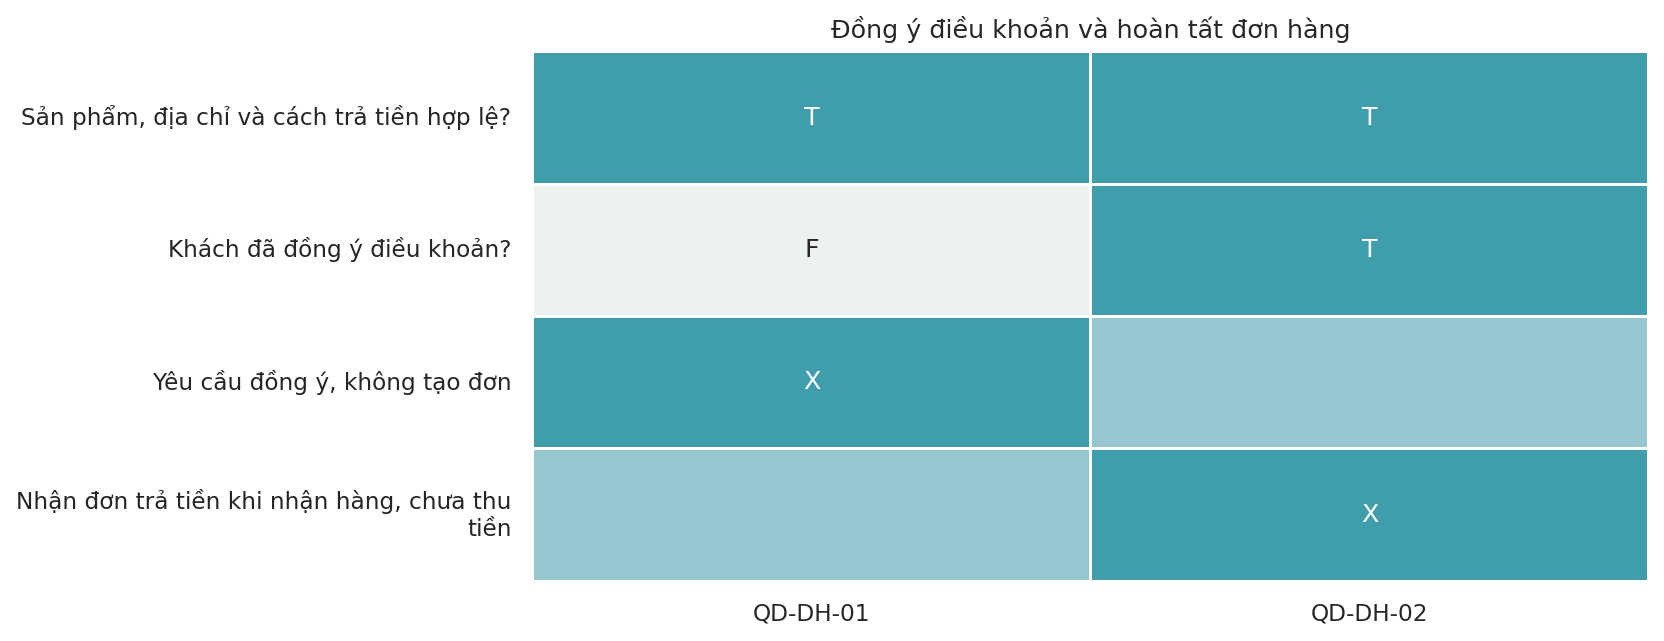 Đồng ý điều khoản và hoàn tất đơn hàng
Sản phẩm, địa chỉ và cách trả tiền hợp lệ?
T
T
Khách đã đồng ý điều khoản?
F
T
Yêu cầu đồng ý, không tạo đơn
X
Nhận đơn trả tiền khi nhận hàng, chưa thu
tiền
X
QD-DH-01
QD-DH-02